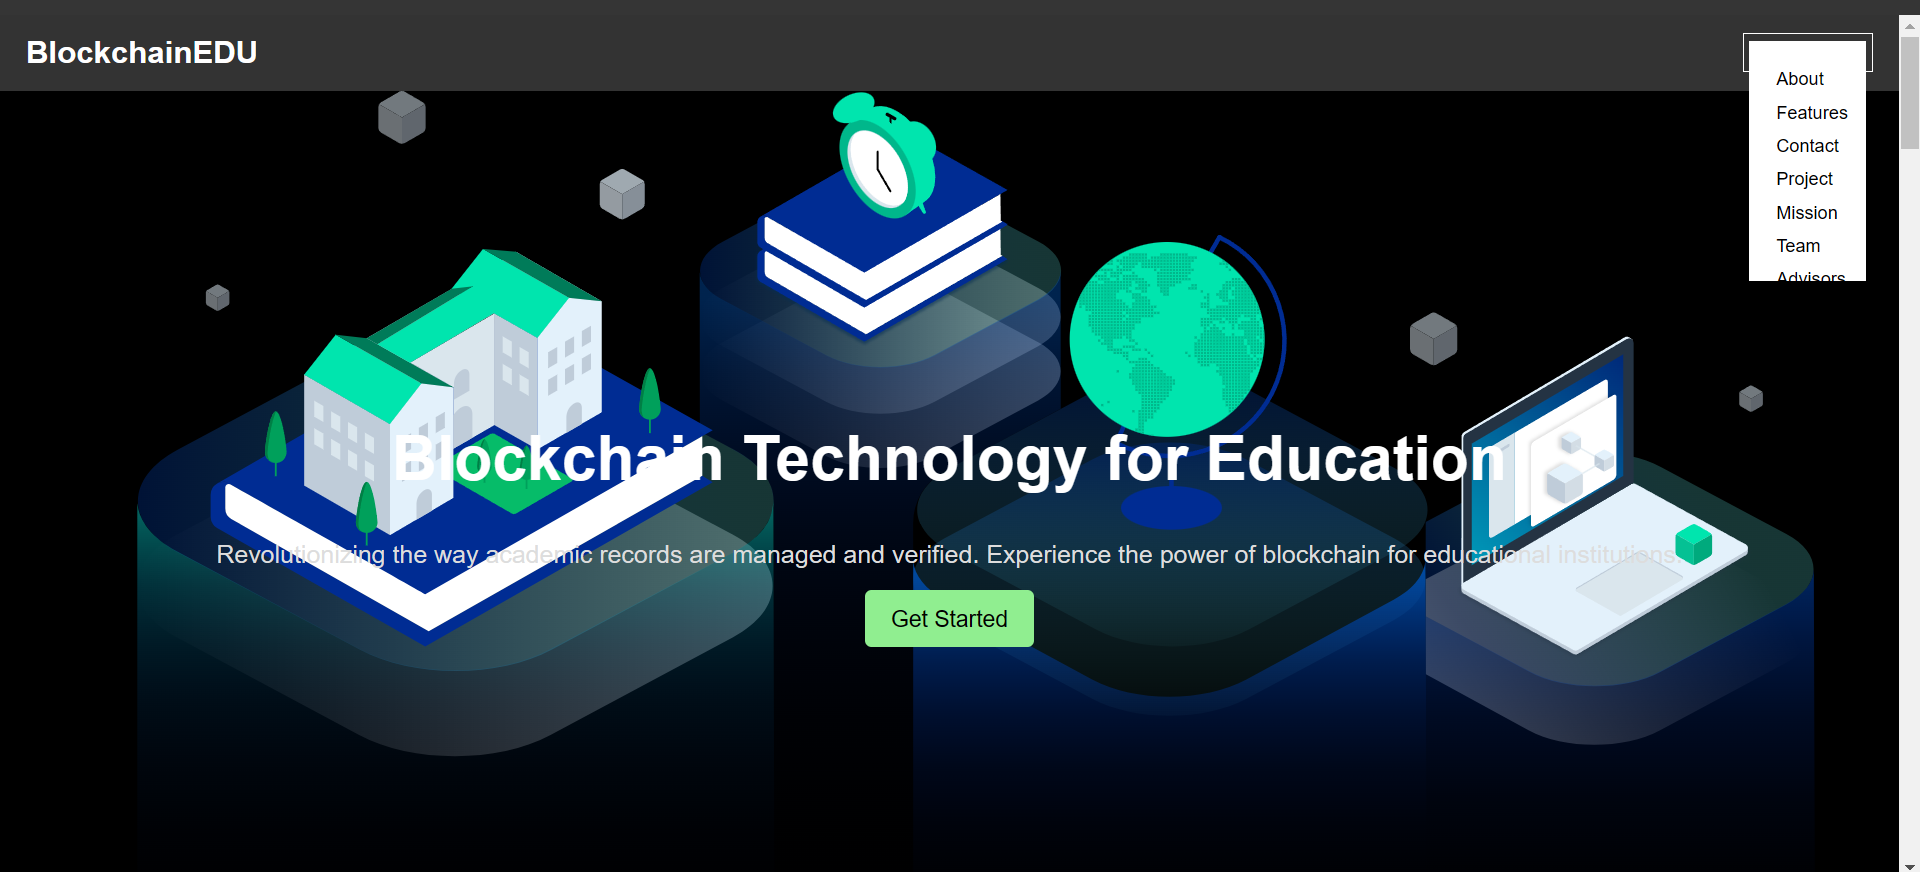 BlockchainEDU
About
Features
Contact
Project
Mission
Team
Advisors
Blockchain Technology for Education
Revolutionizing the way academic records are managed and verified. Experience the power of blockchain for educational institutions.
Get Started